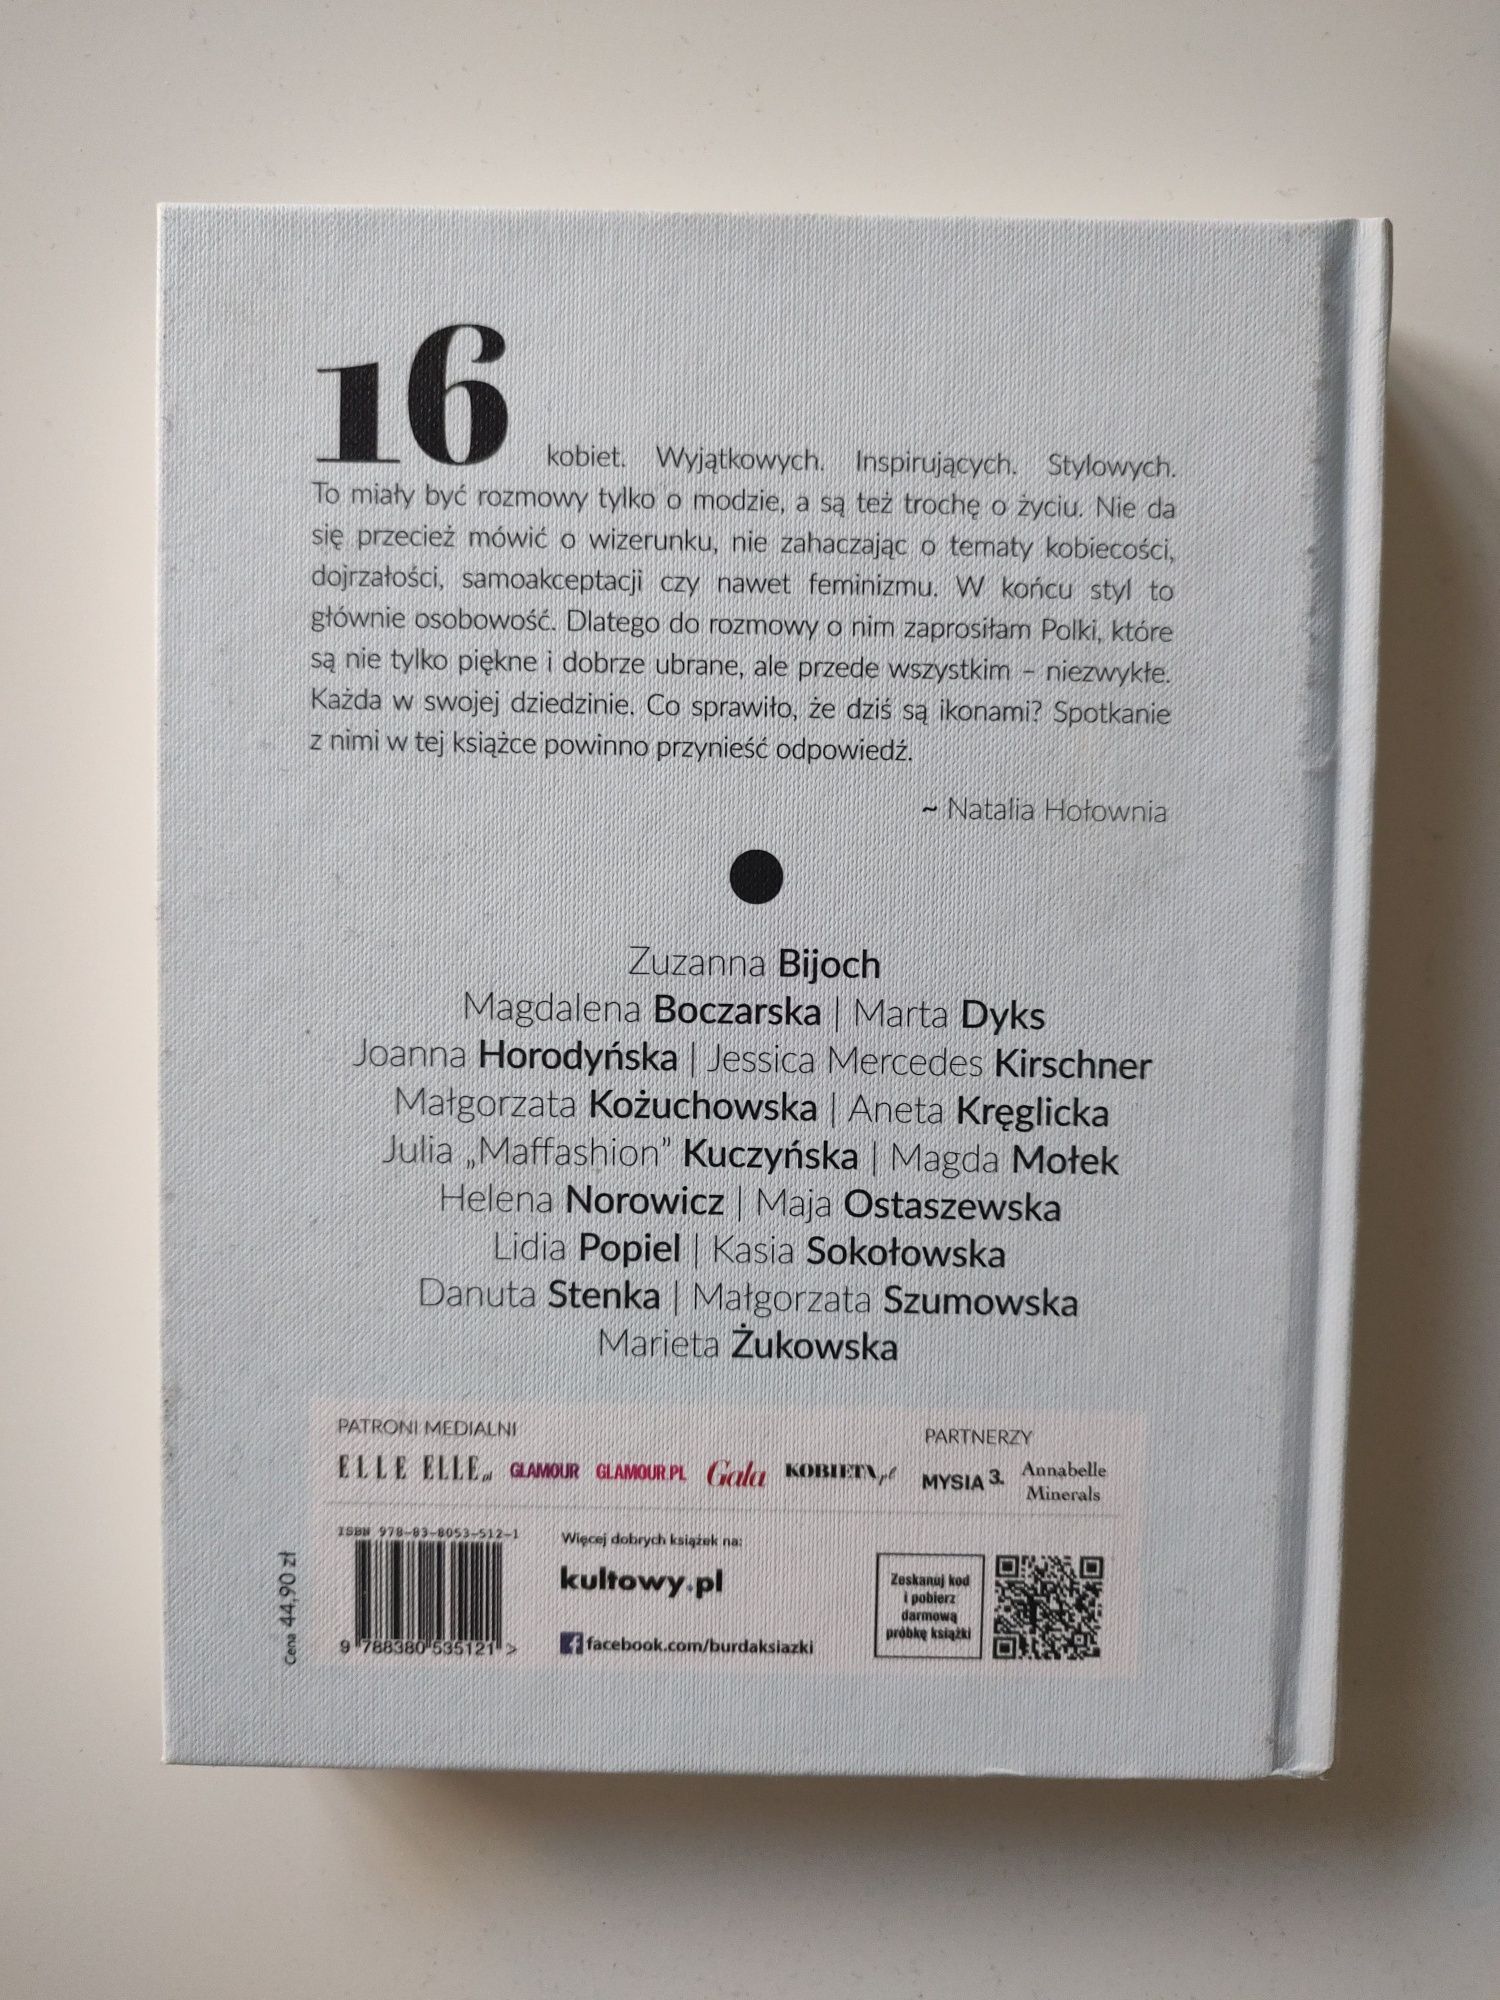 16 kobiet. Wyjątkowych. Inspirujących. Stylowych.
To miały być rozmowy tylko o modzie, a są też trochę o życiu. Nie da
się przecież mówić o wizerunku, nie zahaczając o tematy kobiecości,
dojrzałości, samoakceptacji czy nawet feminizmu. W końcu styl to
głównie osobowość. Dlatego do rozmowy o nim zaprosiłam Polki, które
są nie tylko piękne i dobrze ubrane, ale przede wszystkim – niezwykłe.
Każda w swojej dziedzinie. Co sprawiło, że dziś są ikonami? Spotkanie
z nimi w tej książce powinno przynieść odpowiedź.
~ Natalia Hołownia
Zuzanna Bijoch
Magdalena Boczarska | Marta Dyks
Joanna Horodyńska | Jessica Mercedes Kirschner
Małgorzata Kożuchowska | Aneta Kręglicka
Julia „Maffashion” Kuczyńska | Magda Mołek
Helena Norowicz | Maja Ostaszewska
Lidia Popiel | Kasia Sokołowska
Danuta Stenka | Małgorzata Szumowska
Marieta Żukowska
PATRONI MEDIALNI
ELLE ELLE.pl GLAMOUR GLAMOUR.PL Gala KOBIETA.pl
PARTNERZY
MYSIA 3. Annabelle
Minerals
ISBN 978-83-8053-512-1
9 788380 535121 >
Cena 44,90 zł
Więcej dobrych książek na:
kultowy.pl
facebook.com/burdaksiazki
Zeskanuj kod
i pobierz
darmową
próbkę książki